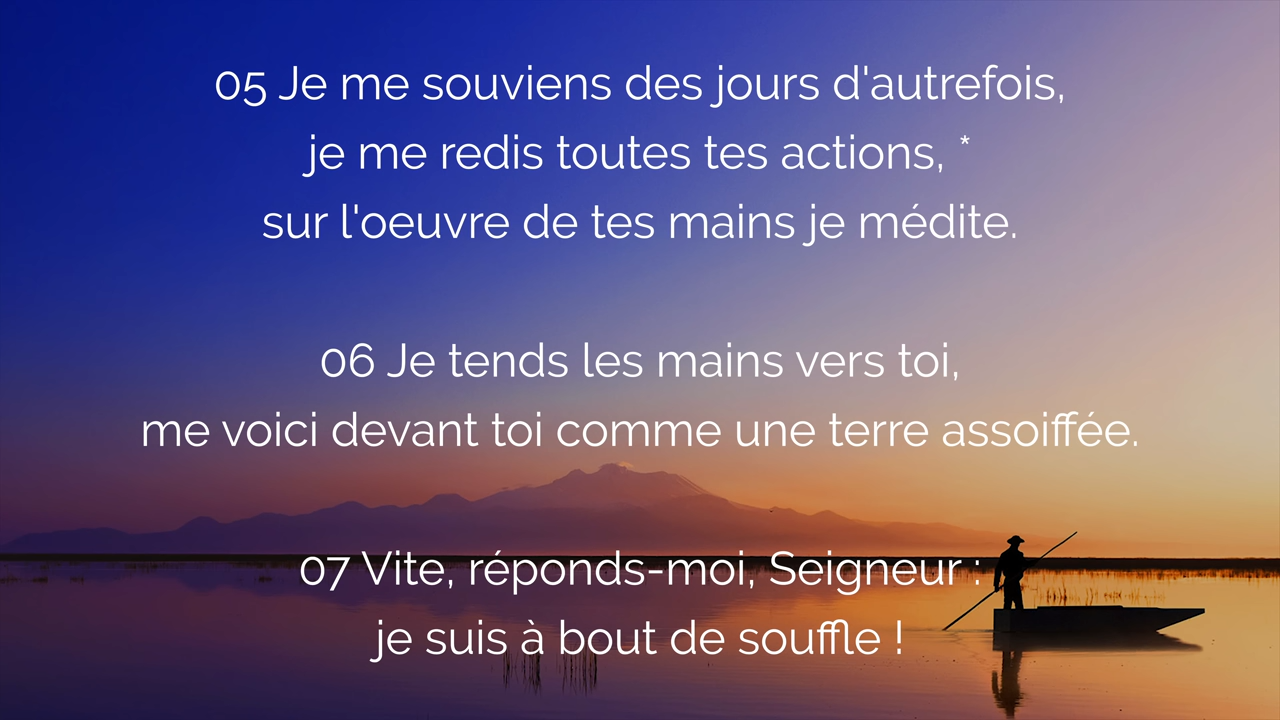 05 Je me souviens des jours d'autrefois,
je me redis toutes tes actions, *
sur l'oeuvre de tes mains je médite.
06 Je tends les mains vers toi,
me voici devant toi comme une terre assoiffée.
07 Vite, réponds-moi, Seigneur :
je suis à bout de souffle !